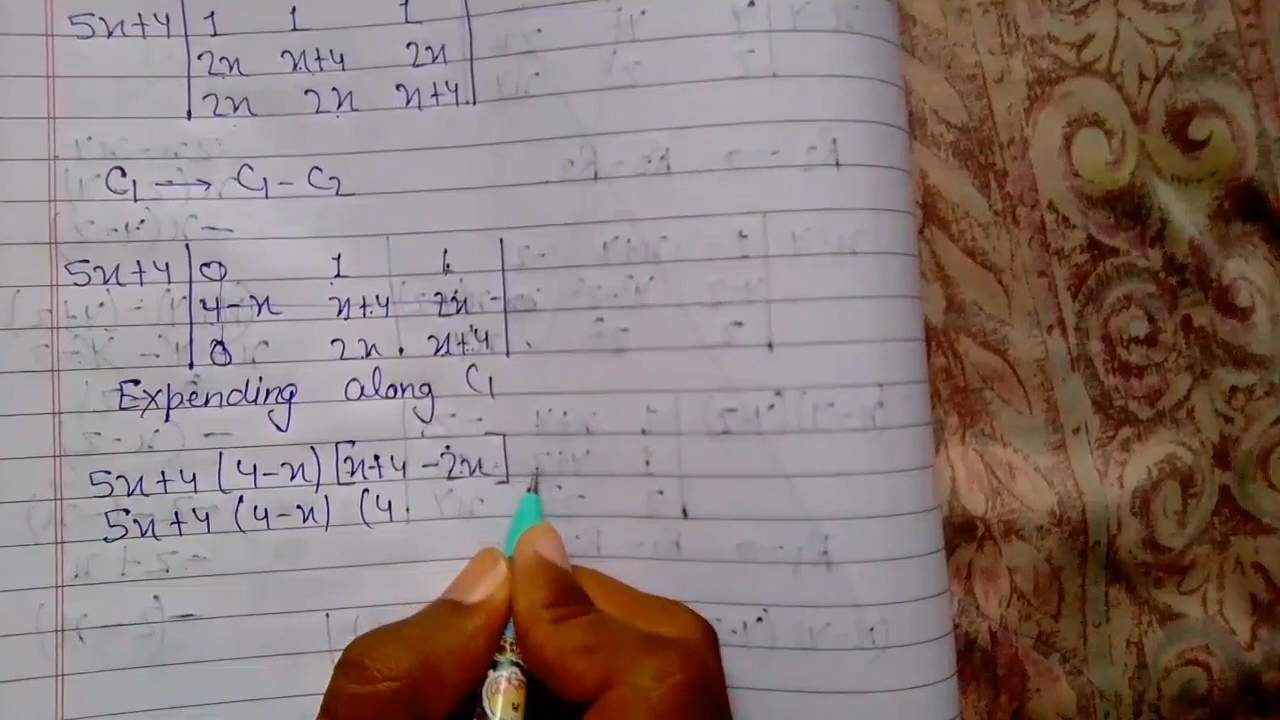 5x+4 | 1 1 1 |
| 2x x+4 2x |
| 2x 2x x+4 |
C₁ → C₁ - C₂
5x+4 | 0 1 1 |
| 4-x x+4 2x |
| 0 2x x+4 |
Expending along C₁
5x+4 (4-x) [x+4 -2x]
5x+4 (4-x) (4